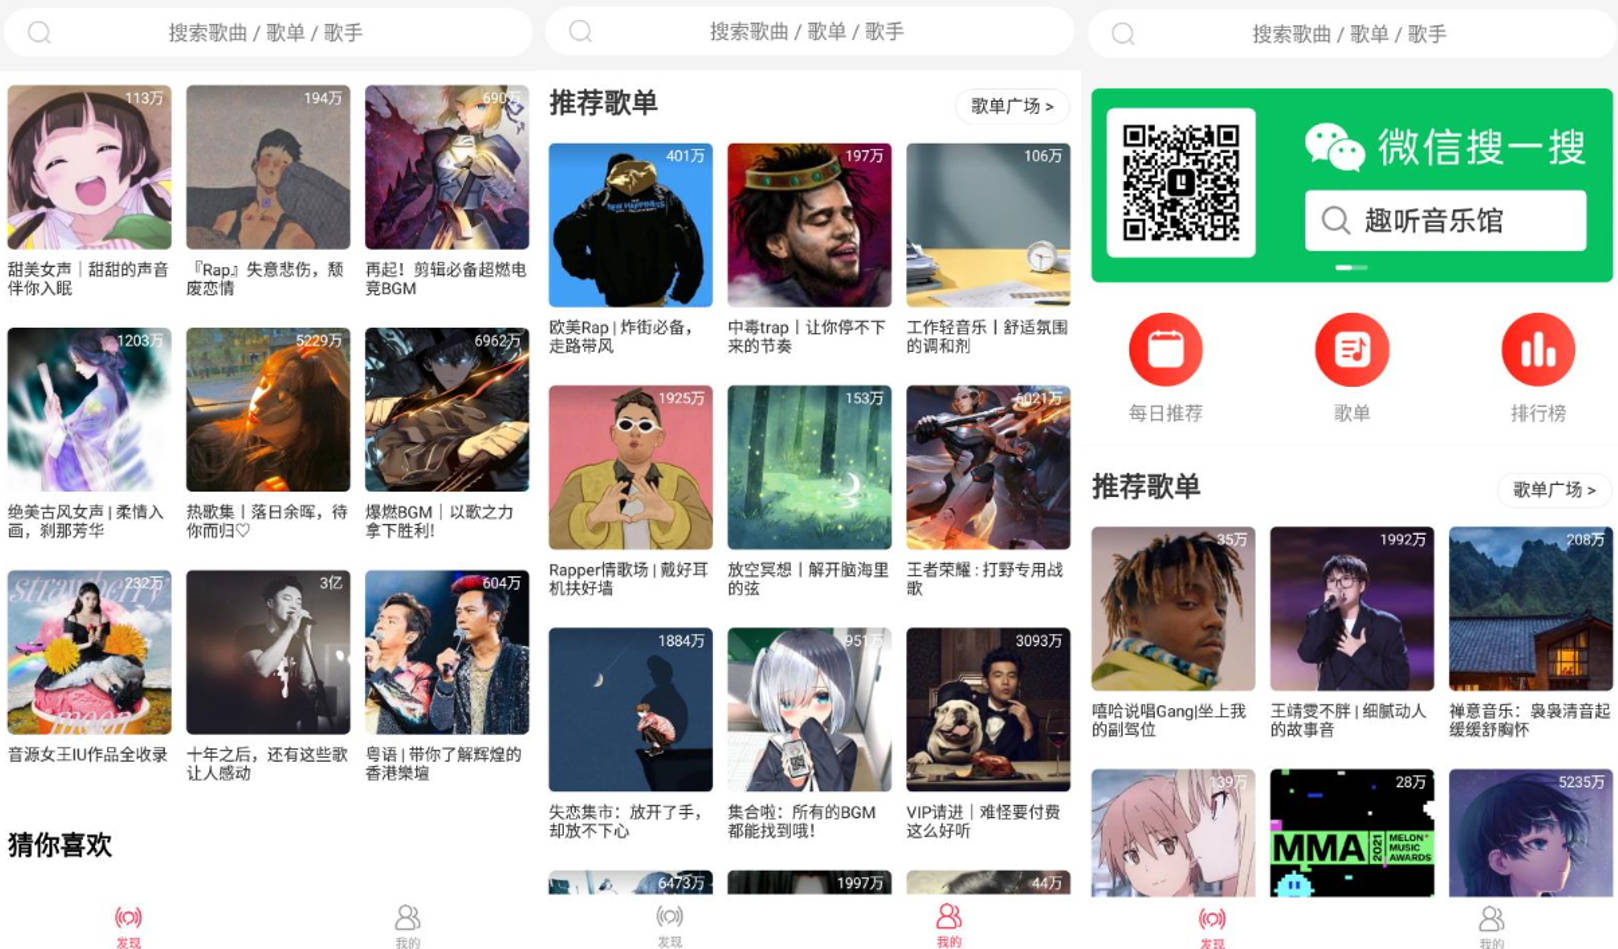 搜索歌曲 / 歌单 / 歌手
113万
194万
690万
甜美女声｜甜甜的声音
伴你入眠
『Rap』失意悲伤，颓
废恋情
再起！剪辑必备超燃电
竞BGM
1203万
5229万
6962万
绝美古风女声 | 柔情入
画，刹那芳华
热歌集丨落日余晖，待
你而归♡
爆燃BGM｜以歌之力
拿下胜利!
strawberry
moon
232万
3亿
604万
音源女王IU作品全收录
十年之后，还有这些歌
让人感动
粤语 | 带你了解辉煌的
香港樂壇
猜你喜欢
发现
我的
搜索歌曲 / 歌单 / 歌手
推荐歌单
歌单广场 >
401万
NEW HAPPINESS
197万
106万
欧美Rap | 炸街必备，
走路带风
中毒trap丨让你停不下
来的节奏
工作轻音乐丨舒适氛围
的调和剂
1925万
153万
6021万
Rapper情歌场 | 戴好耳
机扶好墙
放空冥想丨解开脑海里
的弦
王者荣耀 : 打野专用战
歌
1884万
951万
3093万
失恋集市：放开了手，
却放不下心
集合啦：所有的BGM
都能找到哦！
VIP请进｜难怪要付费
这么好听
6473万
1997万
44万
发现
我的
搜索歌曲 / 歌单 / 歌手
微信搜一搜
趣听音乐馆
每日推荐
歌单
排行榜
推荐歌单
歌单广场 >
35万
1992万
208万
嘻哈说唱Gang|坐上我
的副驾位
王靖雯不胖 | 细腻动人
的故事音
禅意音乐：袅袅清音起
缓缓舒胸怀
139万
28万
5235万
MMA
2021
MELON
MUSIC
AWARDS
发现
我的